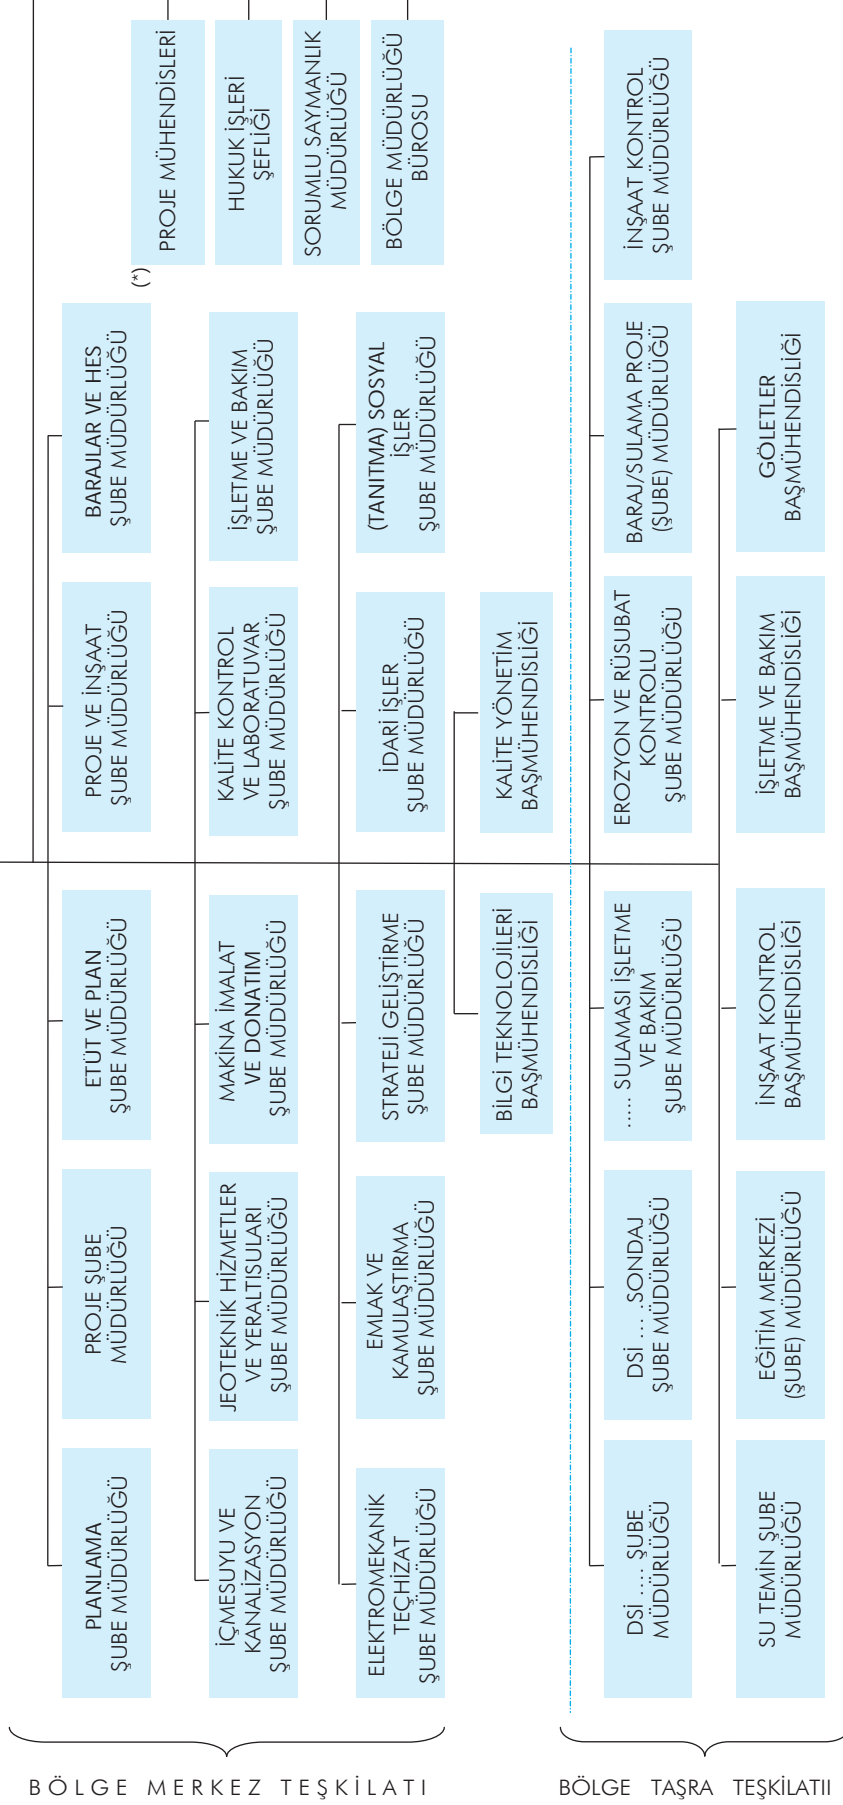 PROJE MÜHENDİSLERİ
(*)
HUKUK İŞLERİ
ŞEFLİĞİ
SORUMLU SAYMANLIK
MÜDÜRLÜĞÜ
BÖLGE MÜDÜRLÜĞÜ
BÜROSU
BÖLGE MERKEZ TEŞKİLATI
PLANLAMA
ŞUBE MÜDÜRLÜĞÜ
PROJE ŞUBE
MÜDÜRLÜĞÜ
ETÜT VE PLAN
ŞUBE MÜDÜRLÜĞÜ
PROJE VE İNŞAAT
ŞUBE MÜDÜRLÜĞÜ
BARAJLAR VE HES
ŞUBE MÜDÜRLÜĞÜ
İÇMESUYU VE
KANALİZASYON
ŞUBE MÜDÜRLÜĞÜ
JEOTEKNİK HİZMETLER
VE YERALTISULARI
ŞUBE MÜDÜRLÜĞÜ
MAKİNA İMALAT
VE DONATIM
ŞUBE MÜDÜRLÜĞÜ
KALİTE KONTROL
VE LABORATUVAR
ŞUBE MÜDÜRLÜĞÜ
İŞLETME VE BAKIM
ŞUBE MÜDÜRLÜĞÜ
ELEKTROMEKANİK
TEÇHİZAT
ŞUBE MÜDÜRLÜĞÜ
EMLAK VE
KAMULAŞTIRMA
ŞUBE MÜDÜRLÜĞÜ
STRATEJİ GELİŞTİRME
ŞUBE MÜDÜRLÜĞÜ
İDARİ İŞLER
ŞUBE MÜDÜRLÜĞÜ
(TANITMA) SOSYAL
İŞLER
ŞUBE MÜDÜRLÜĞÜ
BİLGİ TEKNOLOJİLERİ
BAŞMÜHENDİSLİĞİ
KALİTE YÖNETİM
BAŞMÜHENDİSLİĞİ
BÖLGE TAŞRA TEŞKİLATII
DSİ .... ŞUBE
MÜDÜRLÜĞÜ
DSİ ... . .SONDAJ
ŞUBE MÜDÜRLÜĞÜ
..... SULAMASI İŞLETME
VE BAKIM
ŞUBE MÜDÜRLÜĞÜ
EROZYON VE RÜSUBAT
KONTROLU
ŞUBE MÜDÜRLÜĞÜ
BARAJ/SULAMA PROJE
(ŞUBE) MÜDÜRLÜĞÜ
İNŞAAT KONTROL
ŞUBE MÜDÜRLÜĞÜ
SU TEMİN ŞUBE
MÜDÜRLÜĞÜ
EĞİTİM MERKEZİ
(ŞUBE) MÜDÜRLÜĞÜ
İNŞAAT KONTROL
BAŞMÜHENDİSLİĞİ
İŞLETME VE BAKIM
BAŞMÜHENDİSLİĞİ
GÖLETLER
BAŞMÜHENDİSLİĞİ